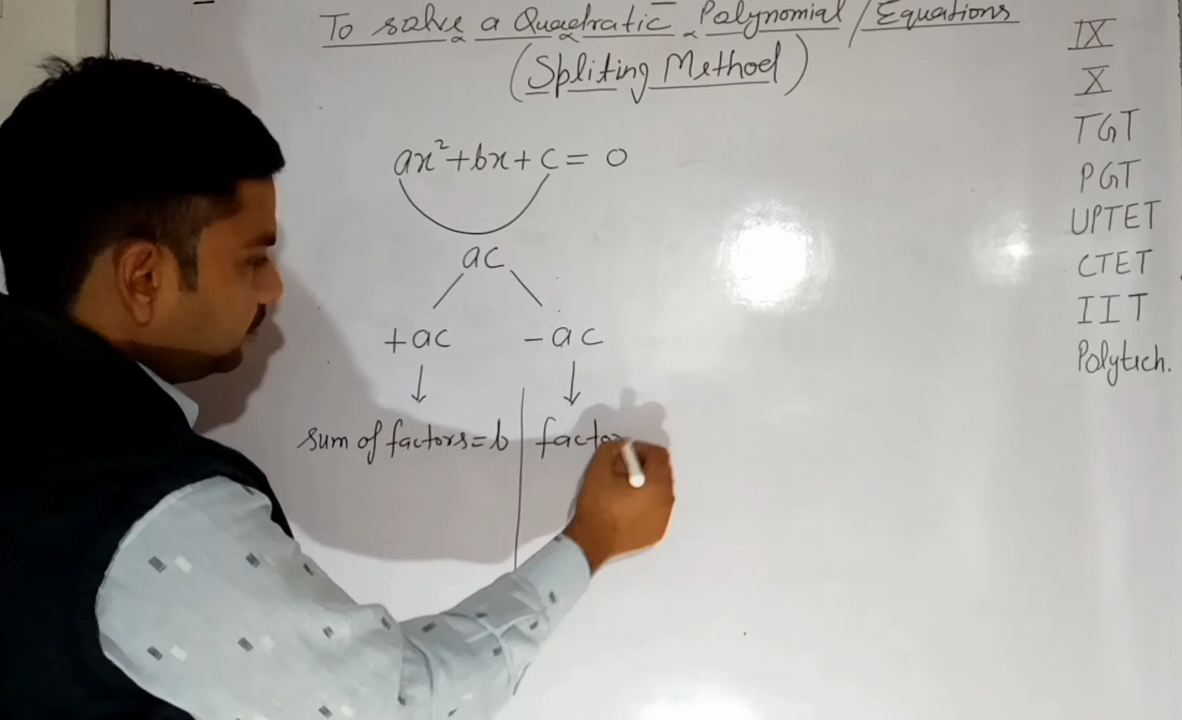 To solve a Quadratic Polynomial / Equations
(Spliting Method)
ax²+bx+c = 0
ac
+ac -ac
sum of factors=b factor
IX
X
TGT
PGT
UPTET
CTET
IIT
Polytech.